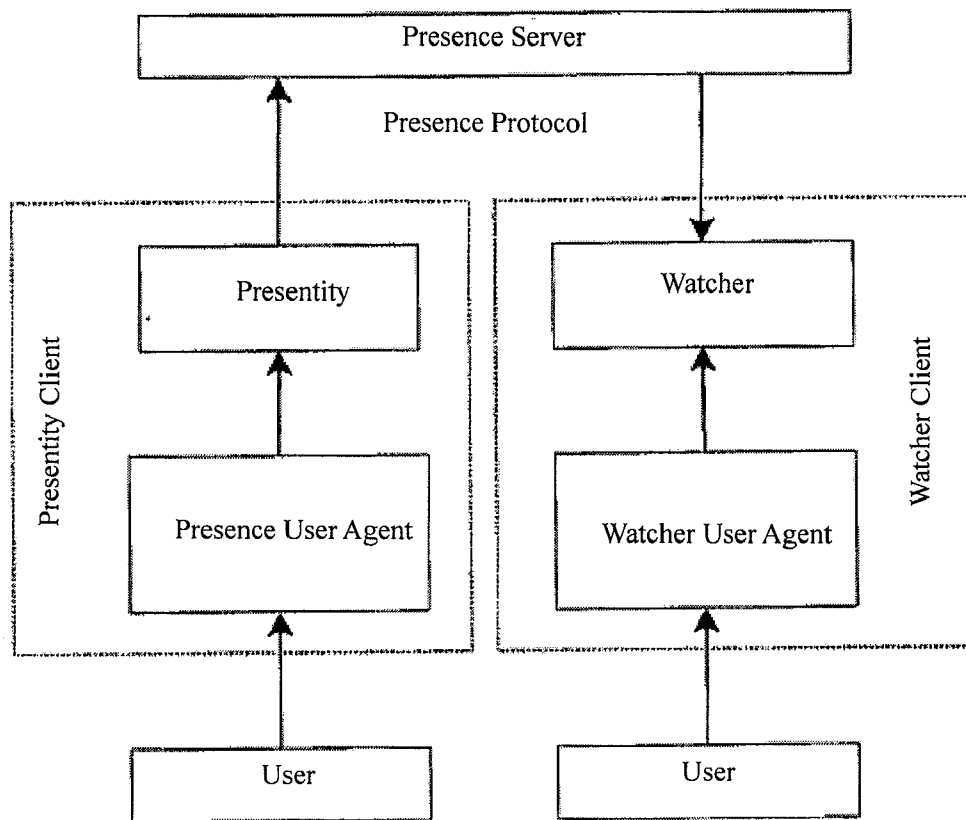 Presence Server
Presence Protocol
Presentity Client
Presentity
Presence User Agent
User
Watcher
Watcher User Agent
Watcher Client
User